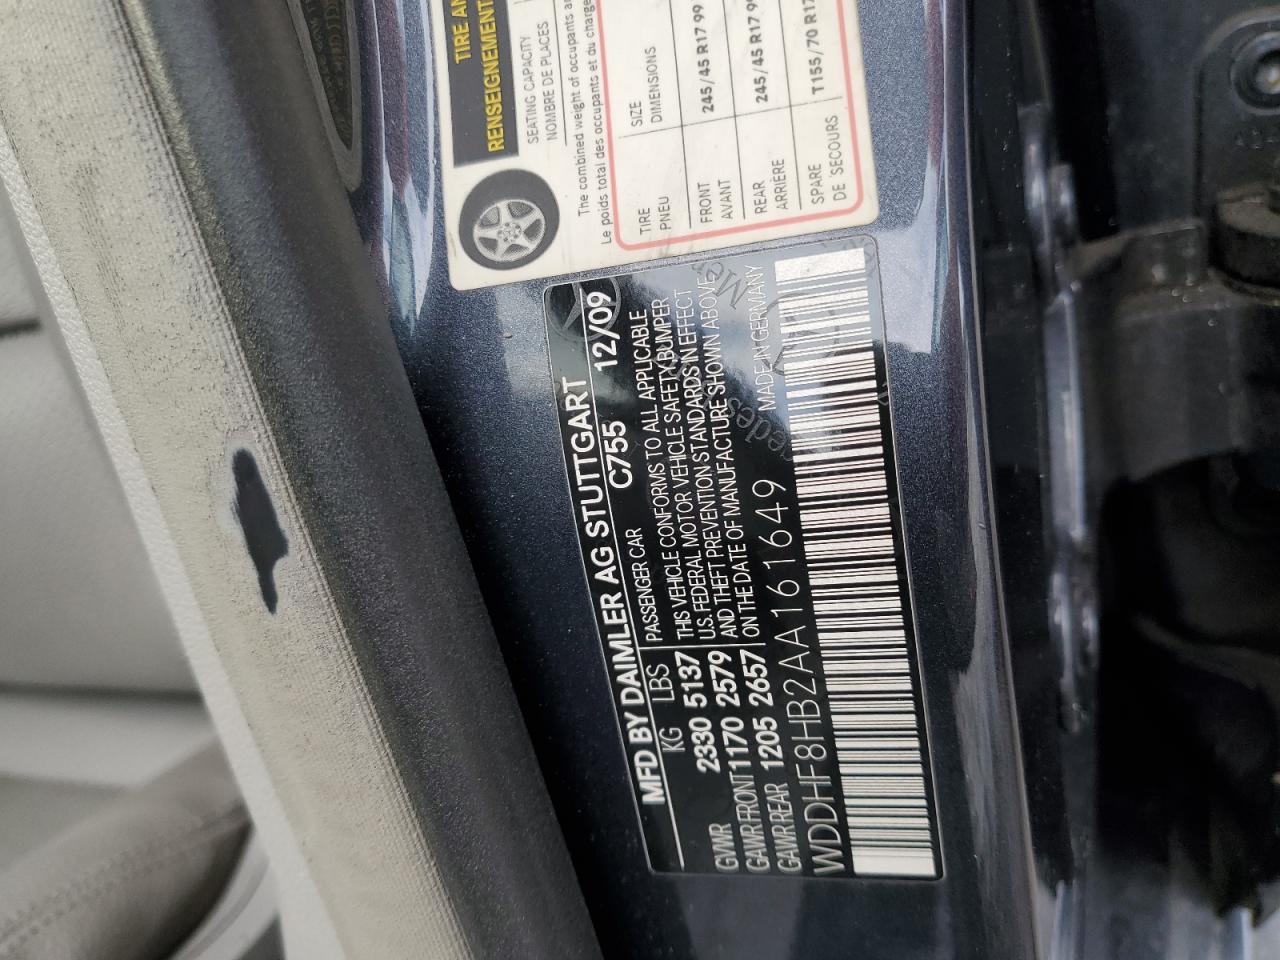 TIRE AN
RENSEIGNEMENT
SEATING CAPACITY
NOMBRE DE PLACES
The combined weight of occupants a
Le poids total des occupants et du charge
TIRE SIZE
PNEU DIMENSIONS
FRONT 245/45 R17 99
AVANT
REAR 245/45 R17 99
ARRIÈRE
SPARE T155/70 R17
DE SECOURS
MFD BY DAIMLER AG STUTTGART 12/09
KG LBS PASSENGER CAR C755
THIS VEHICLE CONFORMS TO ALL APPLICABLE
GVWR 2330 5137 U.S. FEDERAL MOTOR VEHICLE SAFETY, BUMPER
GAWR FRONT 1170 2579 AND THEFT PREVENTION STANDARDS IN EFFECT
GAWR REAR 1205 2657 ON THE DATE OF MANUFACTURE SHOWN ABOVE.
WDDHF8HB2AA161649 MADE IN GERMANY